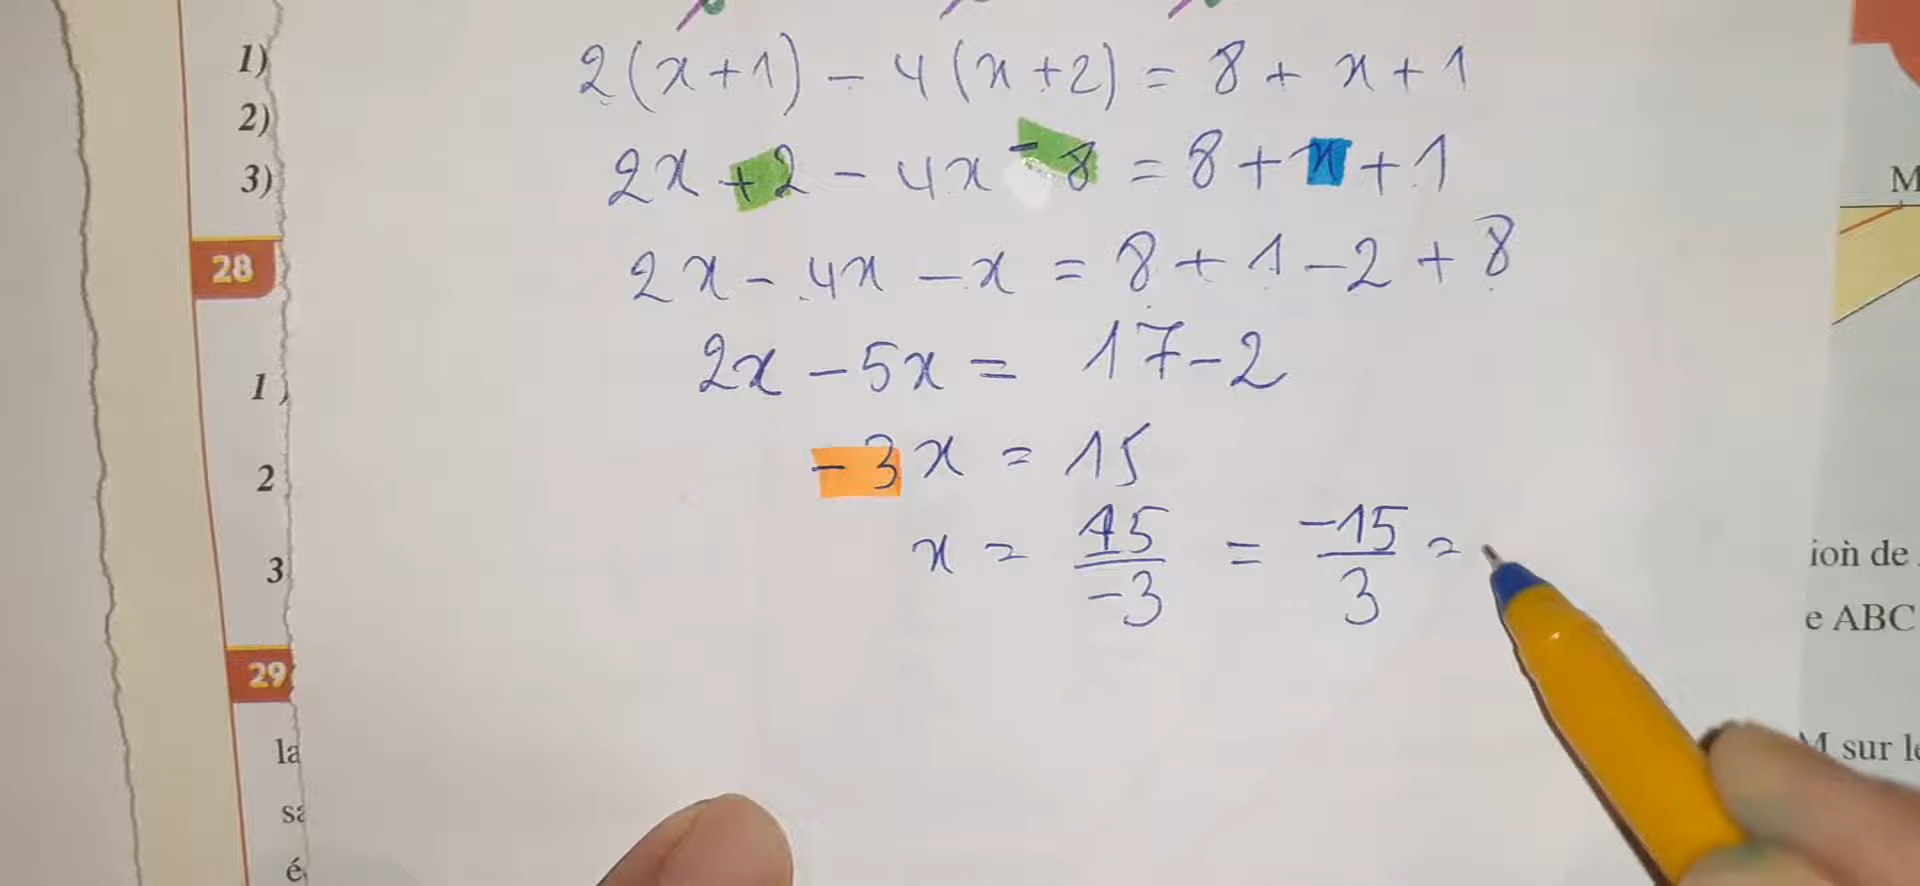 1)
2)
3)
28
1)
2
3
29
la
sa
é
2(x+1) - 4(x+2) = 8 + x + 1
2x + 2 - 4x - 8 = 8 + x + 1
2x - 4x - x = 8 + 1 - 2 + 8
2x - 5x = 17 - 2
-3x = 15
x = 15/-3 = -15/3 =
M
ion de
e ABC
M sur le